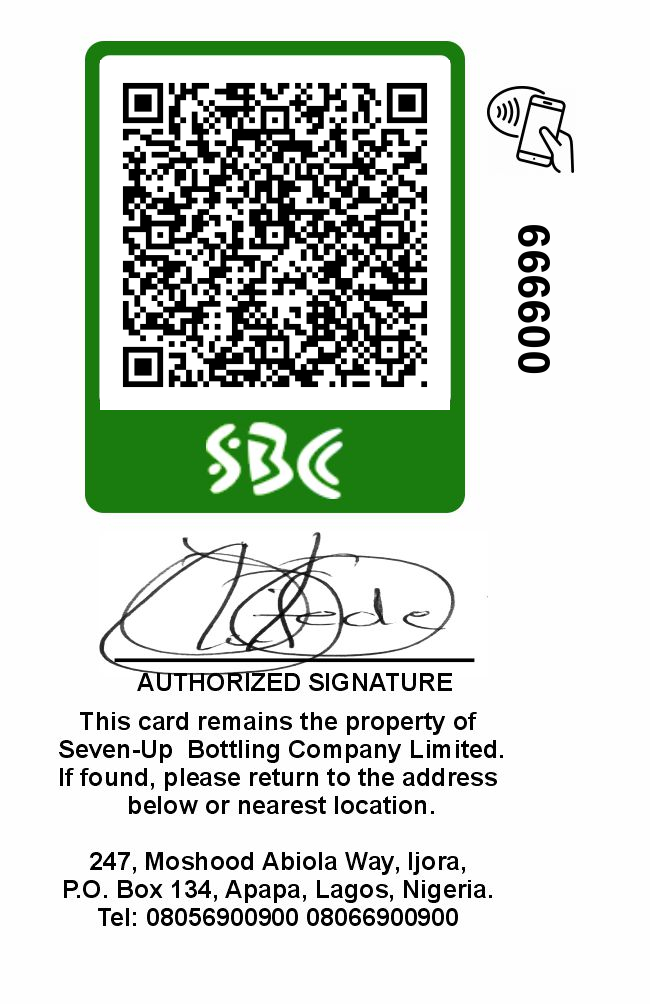 SBC
AUTHORIZED SIGNATURE
This card remains the property of
Seven-Up Bottling Company Limited.
If found, please return to the address
below or nearest location.
247, Moshood Abiola Way, Ijora,
P.O. Box 134, Apapa, Lagos, Nigeria.
Tel: 08056900900 08066900900